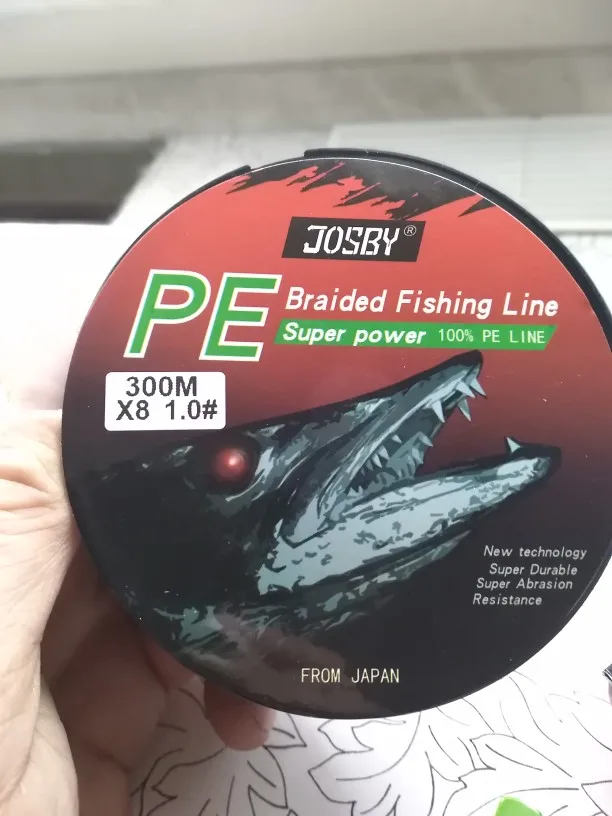 JOSBY®
PE
Braided Fishing Line
Super power 100% PE LINE
300M
X8 1.0#
New technology
Super Durable
Super Abrasion
Resistance
FROM JAPAN